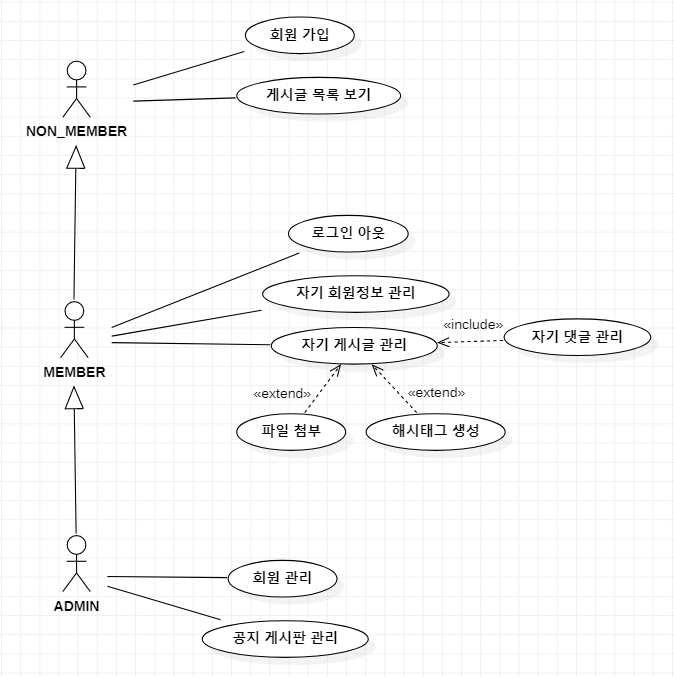 회원 가입
게시글 목록 보기
NON_MEMBER
로그인 아웃
자기 회원정보 관리
«include»
자기 댓글 관리
자기 게시글 관리
MEMBER
«extend»
«extend»
파일 첨부
해시태그 생성
회원 관리
ADMIN
공지 게시판 관리